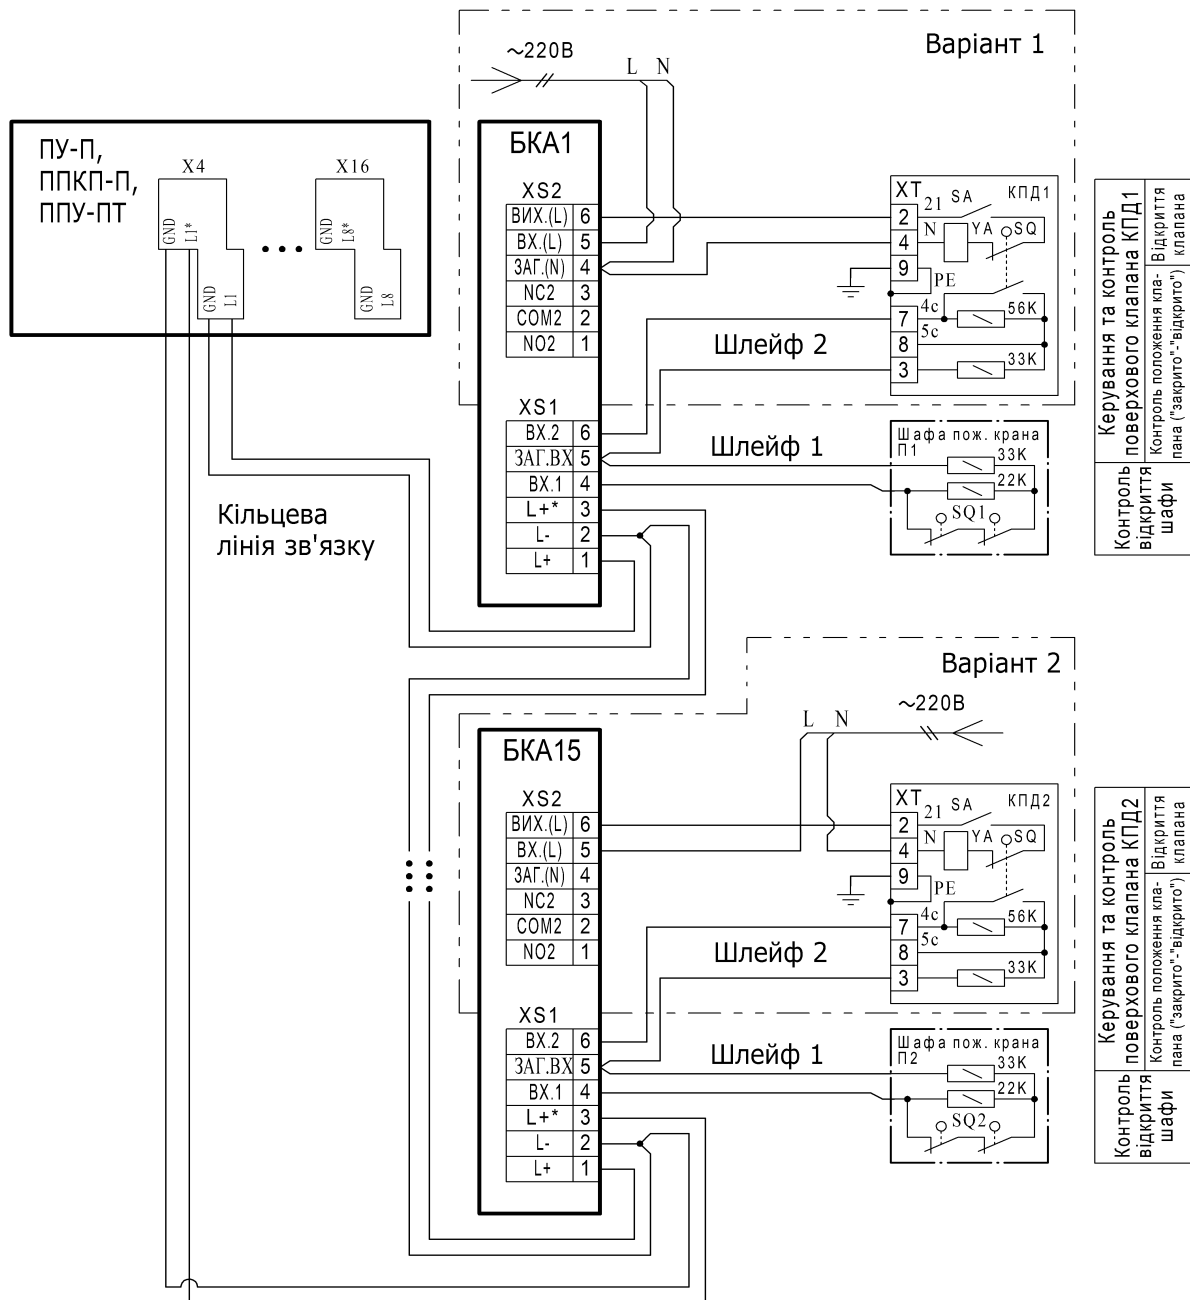 Варіант 1
~220В
L N
ПУ-П,
ППКП-П,
ППУ-ПТ
X4
GND
L1*
GND
L1
X16
GND
L8*
GND
L8
БКА1
XS2
ВИХ.(L) 6
ВХ.(L) 5
ЗАГ.(N) 4
NC2 3
COM2 2
NO2 1
XS1
ВХ.2 6
ЗАГ.ВХ 5
ВХ.1 4
L+* 3
L- 2
L+ 1
ХТ
КПД1
2 21 SA
4 N YA SQ
9
PE
4c
7 56K
5c
8
3 33K
Шлейф 2
Шлейф 1
Шафа пож. крана
П1
33K
22K
SQ1
Керування та контроль
поверхового клапана КПД1
Відкриття
клапана
Контроль положення кла-
пана ("закрито"-"відкрито")
Контроль
відкриття
шафи
Кільцева
лінія зв'язку
Варіант 2
~220В
L N
БКА15
XS2
ВИХ.(L) 6
ВХ.(L) 5
ЗАГ.(N) 4
NC2 3
COM2 2
NO2 1
XS1
ВХ.2 6
ЗАГ.ВХ 5
ВХ.1 4
L+* 3
L- 2
L+ 1
ХТ
КПД2
2 21 SA
4 N YA SQ
9
PE
4c
7 56K
5c
8
3 33K
Шлейф 2
Шлейф 1
Шафа пож. крана
П2
33K
22K
SQ2
Керування та контроль
поверхового клапана КПД2
Відкриття
клапана
Контроль положення кла-
пана ("закрито"-"відкрито")
Контроль
відкриття
шафи